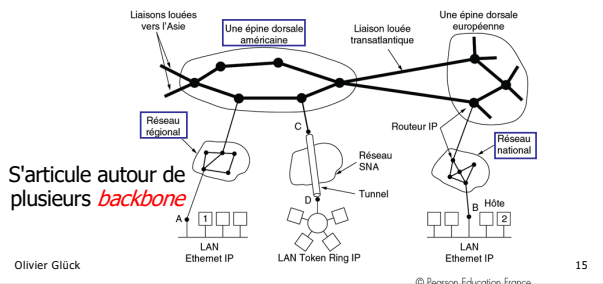 Liaisons louées
vers l'Asie
Une épine dorsale
américaine
Liaison louée
transatlantique
Une épine dorsale
européenne
Réseau
régional
C
Routeur IP
Réseau
national
Réseau
SNA
S'articule autour de
plusieurs backbone
Tunnel
D
A
1
B
Hôte
2
LAN
Ethernet IP
LAN Token Ring IP
LAN
Ethernet IP
Olivier Glück
15
© Pearson Education France